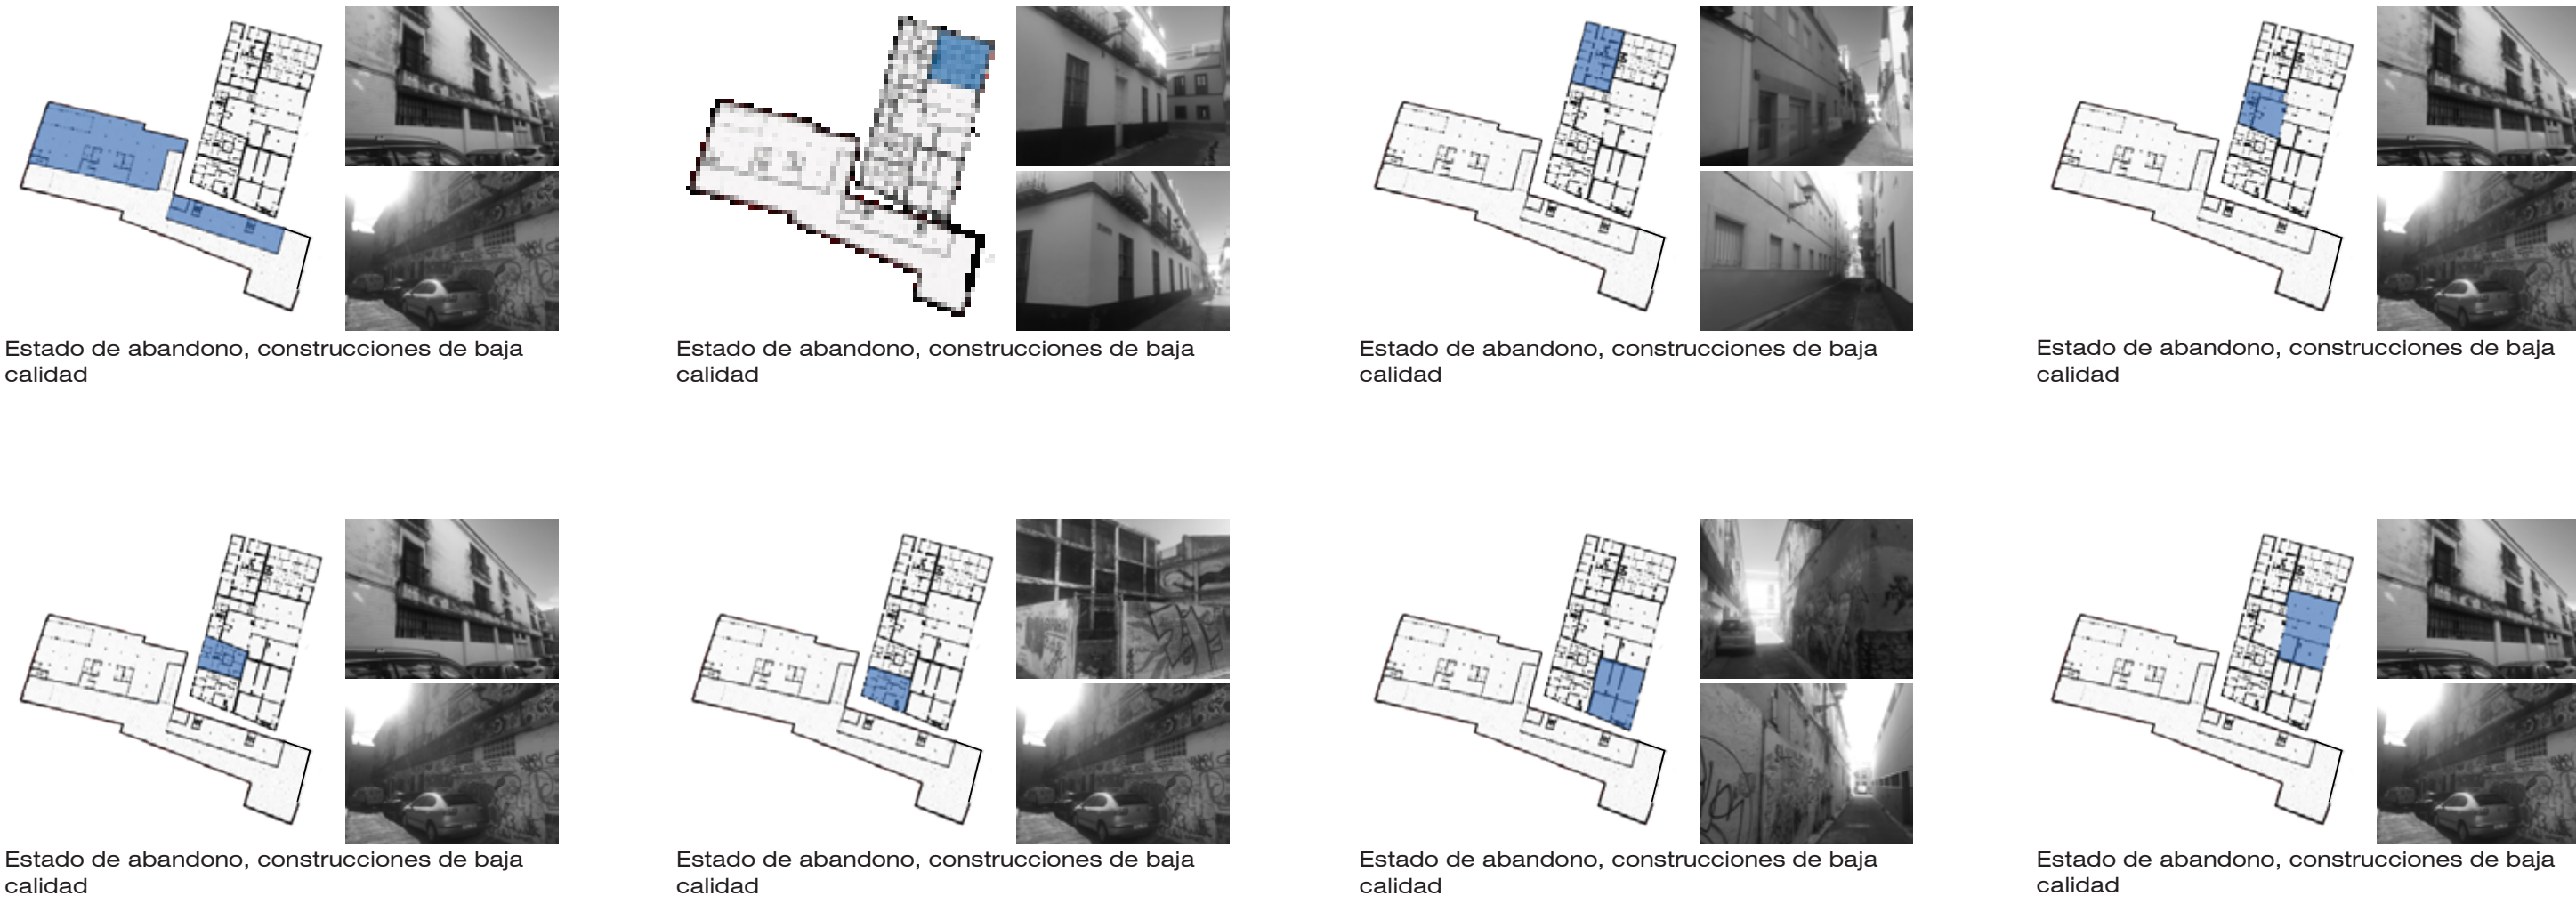 Estado de abandono, construcciones de baja
calidad
Estado de abandono, construcciones de baja
calidad
Estado de abandono, construcciones de baja
calidad
Estado de abandono, construcciones de baja
calidad
Estado de abandono, construcciones de baja
calidad
Estado de abandono, construcciones de baja
calidad
Estado de abandono, construcciones de baja
calidad
Estado de abandono, construcciones de baja
calidad